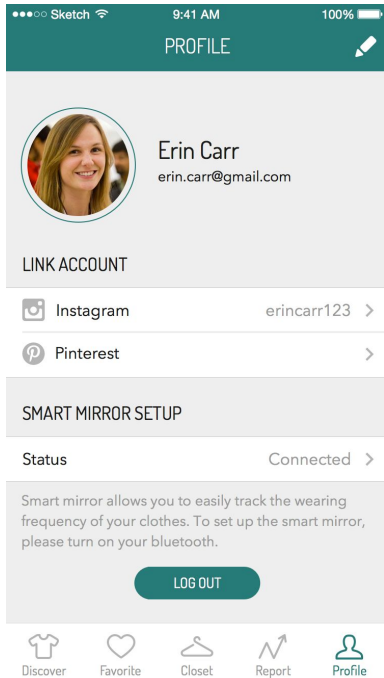 Sketch 9:41 AM 100%
PROFILE
Erin Carr
erin.carr@gmail.com
LINK ACCOUNT
Instagram erincarr123
Pinterest
SMART MIRROR SETUP
Status Connected
Smart mirror allows you to easily track the wearing
frequency of your clothes. To set up the smart mirror,
please turn on your bluetooth.
LOG OUT
Discover Favorite Closet Report Profile